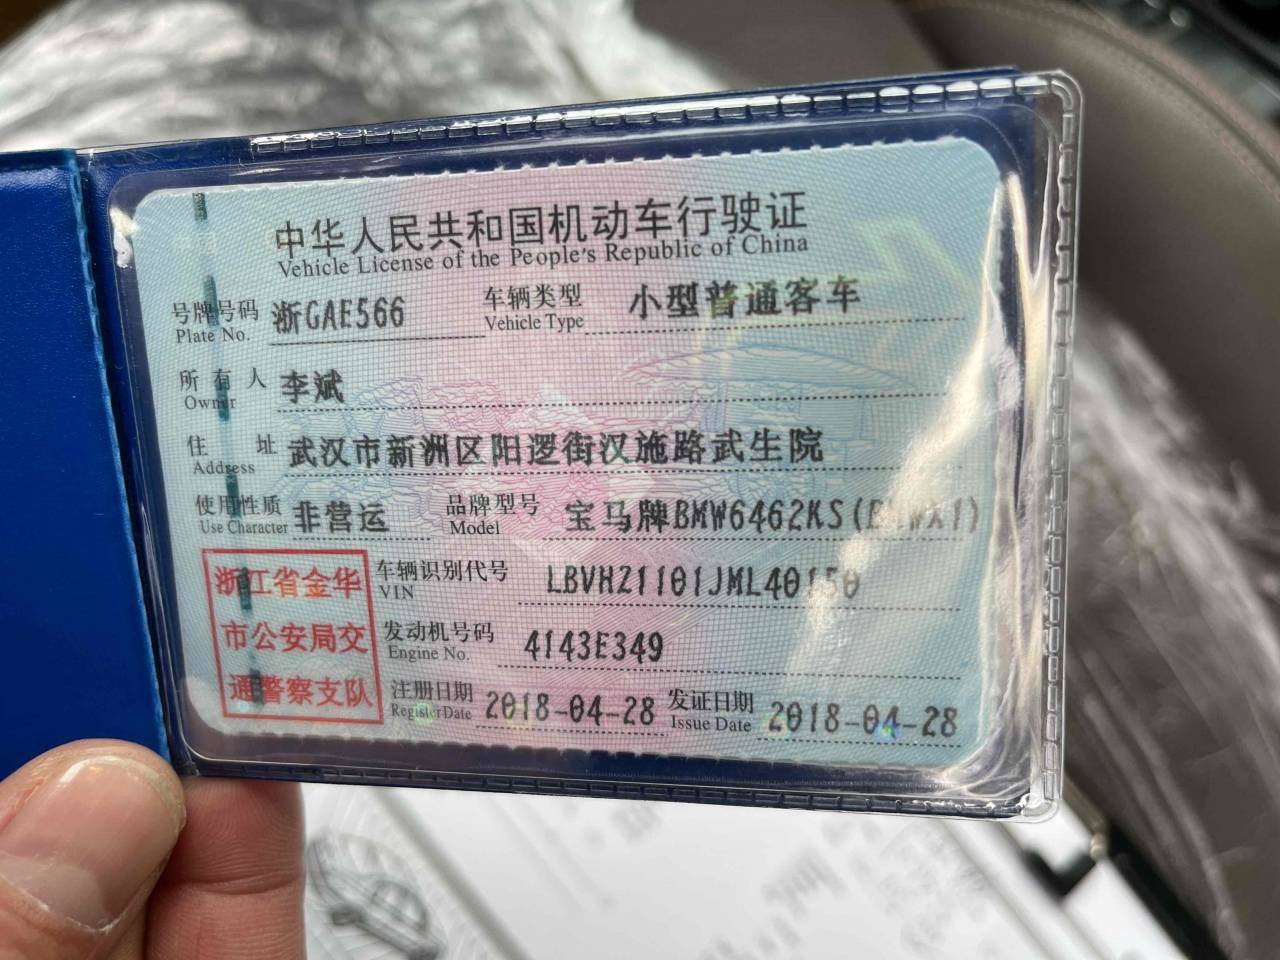 中华人民共和国机动车行驶证
Vehicle License of the People's Republic of China
号牌号码 浙GAE566 车辆类型 小型普通客车
Plate No. Vehicle Type
所有人 李斌
Owner
住址 武汉市新洲区阳逻街汉施路武生院
Address
使用性质 非营运 品牌型号 宝马牌BMW6462KS(BMWX1)
Use Character Model
浙江省金华 车辆识别代号 LBVHZ1101JML40150
VIN
市公安局交 发动机号码 4143E349
Engine No.
通警察支队 注册日期 2018-04-28 发证日期 2018-04-28
Register Date Issue Date